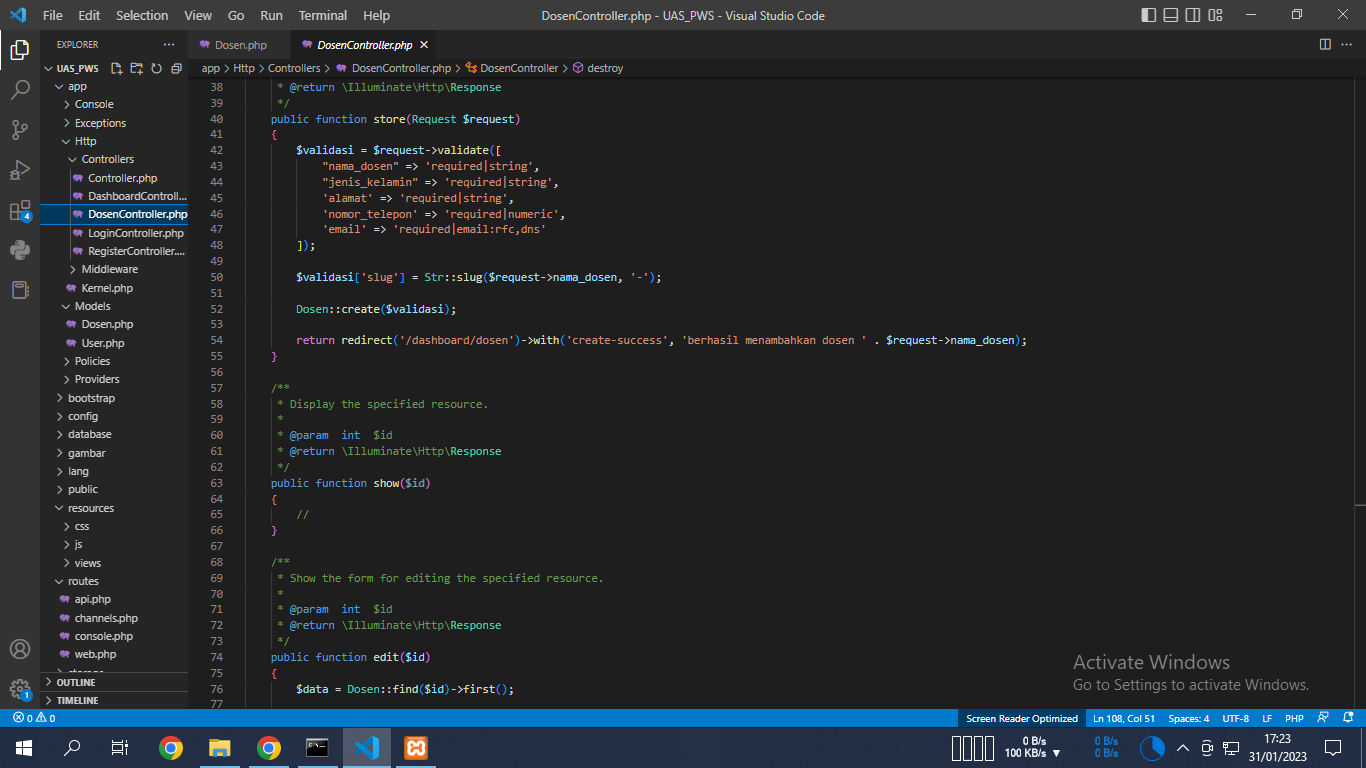 File Edit Selection View Go Run Terminal Help
DosenController.php - UAS_PWS - Visual Studio Code
EXPLORER
Dosen.php
DosenController.php
UAS_PWS
app > Http > Controllers > DosenController.php > DosenController > destroy
app
Console
Exceptions
Http
Controllers
Controller.php
DashboardControll...
DosenController.php
LoginController.php
RegisterController....
Middleware
Kernel.php
Models
Dosen.php
User.php
Policies
Providers
bootstrap
config
database
gambar
lang
public
resources
css
js
views
routes
api.php
channels.php
console.php
web.php
OUTLINE
TIMELINE
4
1
38 * @return \Illuminate\Http\Response
39 */
40 public function store(Request $request)
41 {
42 $validasi = $request->validate([
43 "nama_dosen" => 'required|string',
44 "jenis_kelamin" => 'required|string',
45 'alamat' => 'required|string',
46 'nomor_telepon' => 'required|numeric',
47 'email' => 'required|email:rfc,dns'
48 ]);
49
50 $validasi['slug'] = Str::slug($request->nama_dosen, '-');
51
52 Dosen::create($validasi);
53
54 return redirect('/dashboard/dosen')->with('create-success', 'berhasil menambahkan dosen ' . $request->nama_dosen);
55 }
56
57 /**
58 * Display the specified resource.
59 *
60 * @param int $id
61 * @return \Illuminate\Http\Response
62 */
63 public function show($id)
64 {
65 //
66 }
67
68 /**
69 * Show the form for editing the specified resource.
70 *
71 * @param int $id
72 * @return \Illuminate\Http\Response
73 */
74 public function edit($id)
75 {
76 $data = Dosen::find($id)->first();
77
Activate Windows
Go to Settings to activate Windows.
0 0
Screen Reader Optimized Ln 108, Col 51 Spaces: 4 UTF-8 LF PHP
0 B/s
100 KB/s
0 B/s
0 B/s
17:23
31/01/2023